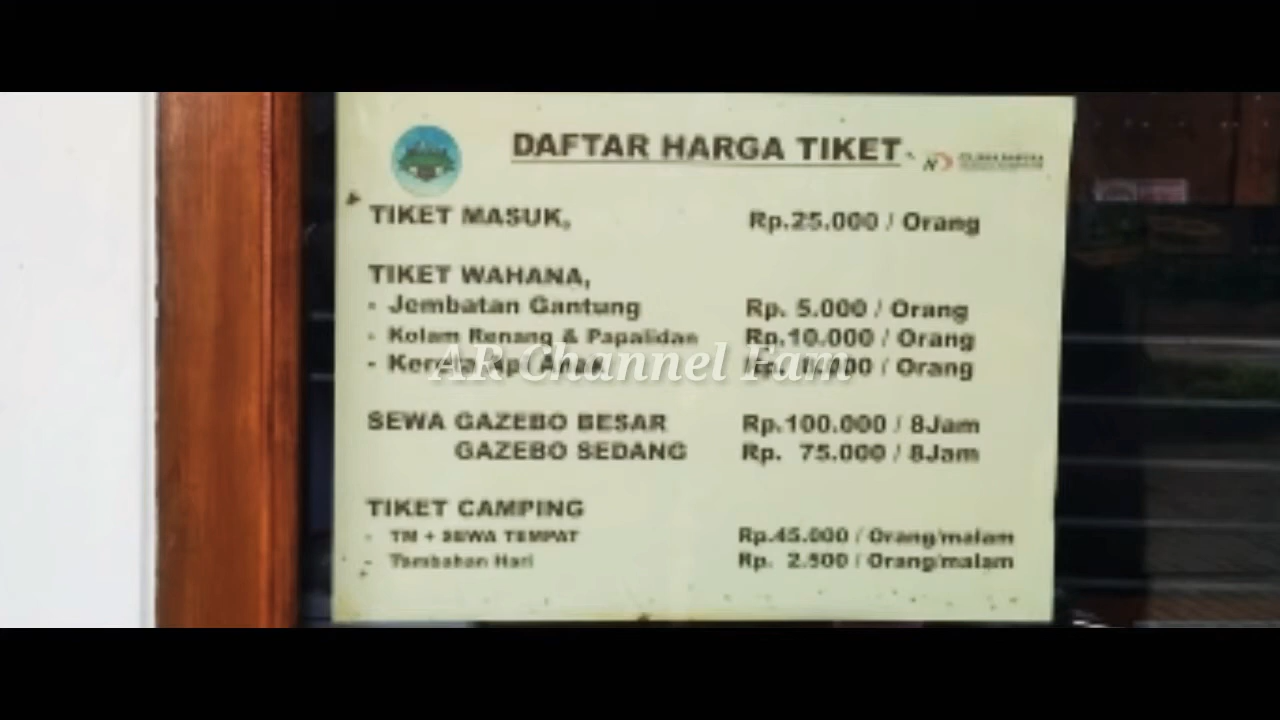 DAFTAR HARGA TIKET
TIKET MASUK, Rp.25.000 / Orang
TIKET WAHANA,
- Jembatan Gantung Rp. 5.000 / Orang
- Kolam Renang & Papalidan Rp.10.000 / Orang
- Kereta Api Anak / Orang
AR Channel Fam
SEWA GAZEBO BESAR Rp.100.000 / 8Jam
GAZEBO SEDANG Rp. 75.000 / 8Jam
TIKET CAMPING
- TM + SEWA TEMPAT Rp.45.000 / Orang/malam
- Tambahan Hari Rp. 2.500 / Orang/malam